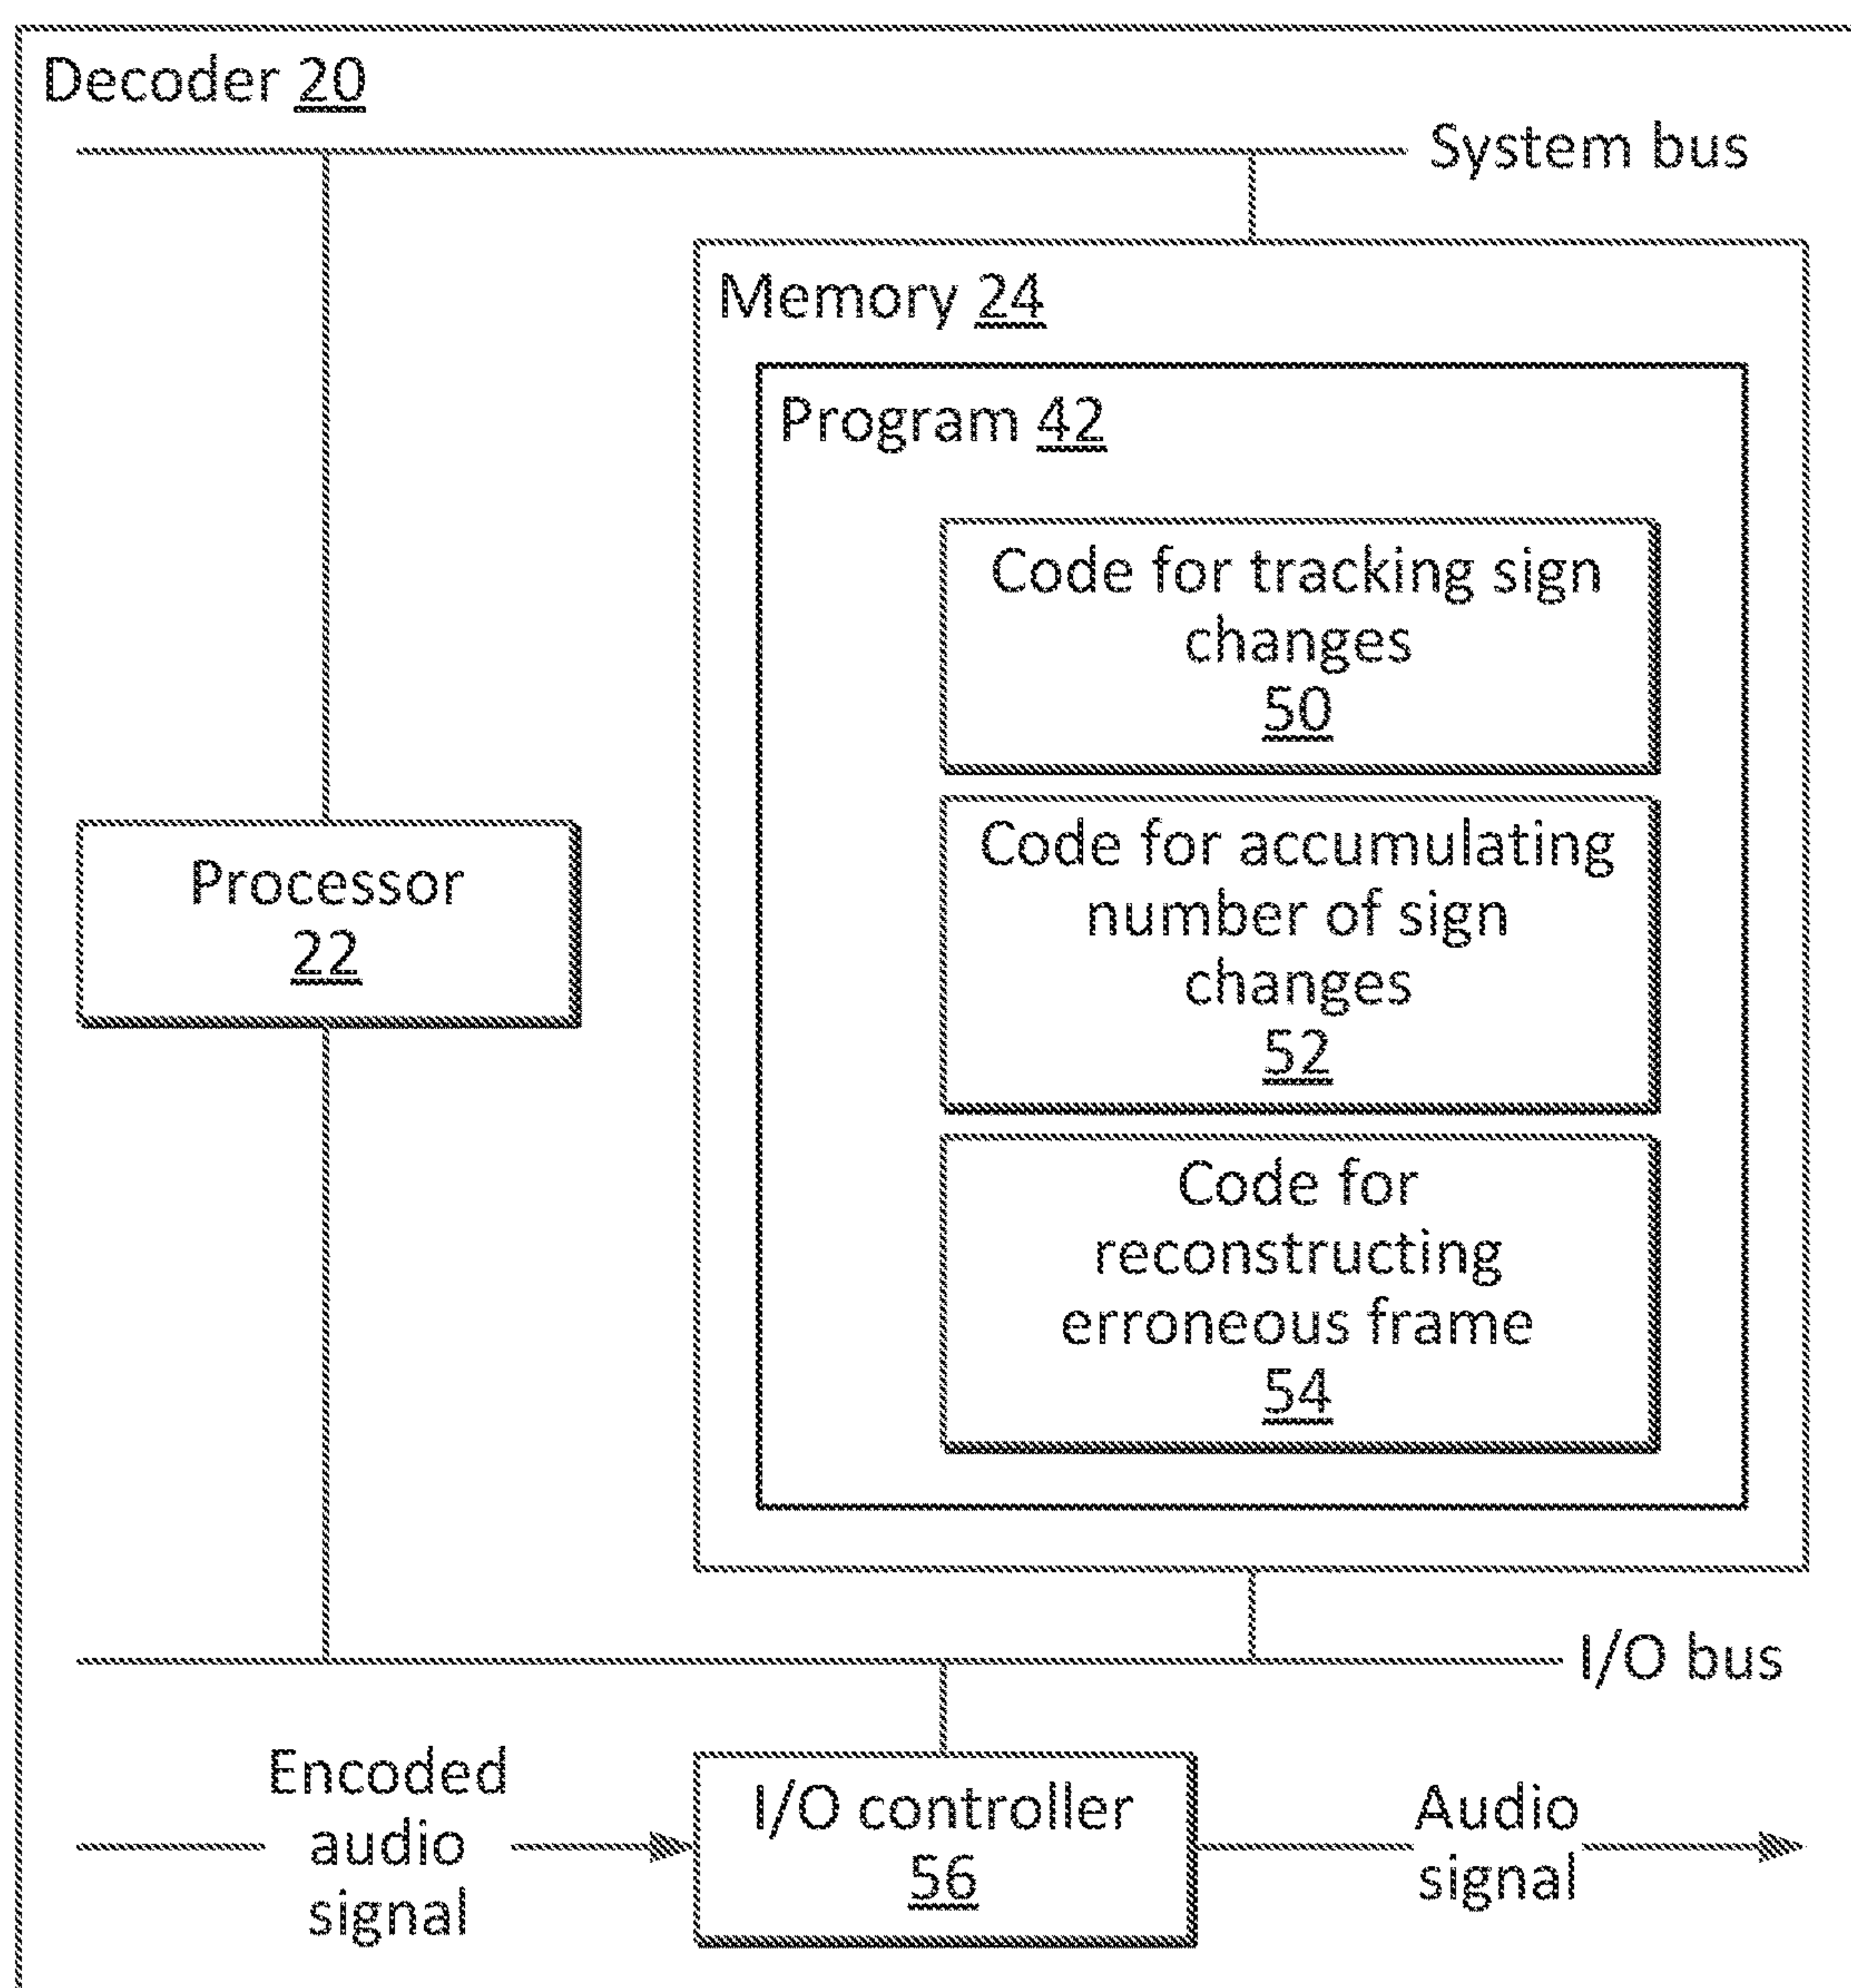 Decoder 20
System bus
Memory 24
Program 42
Code for tracking sign
changes
50
Processor
22
Code for accumulating
number of sign
changes
52
Code for
reconstructing
erroneous frame
54
I/O bus
Encoded
audio
signal
I/O controller
56
Audio
signal